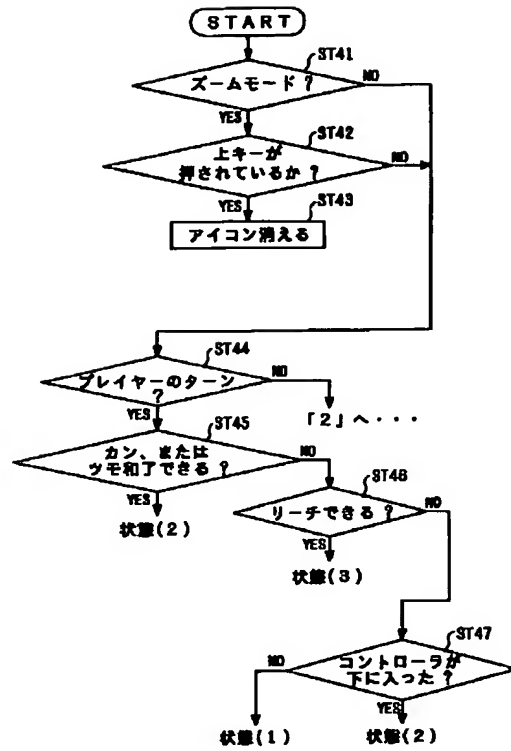 START
ST41
ズームモード?
NO
YES
ST42
上キーが
押されているか?
NO
YES
ST43
アイコン消える
ST44
プレイヤーのターン
?
NO
YES
「2」へ・・・
ST45
カン、または
ツモ和了できる?
NO
YES
状態(2)
ST46
リーチできる?
NO
YES
状態(3)
ST47
コントローラが
下に入った?
NO
YES
状態(1)
状態(2)